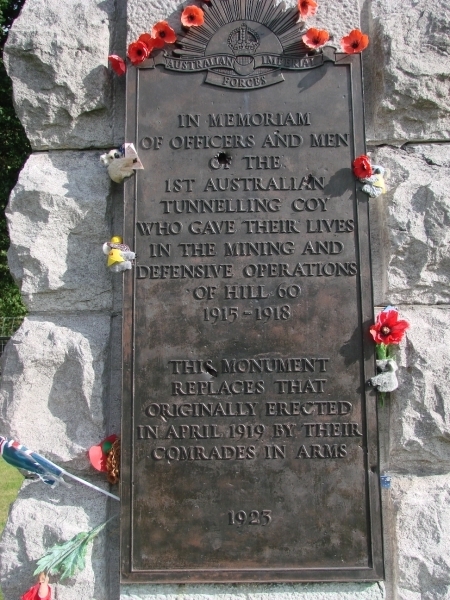 AUSTRALIAN IMPERIAL
FORCES
IN MEMORIAM
OF OFFICERS AND MEN
OF THE
1ST AUSTRALIAN
TUNNELLING COY
WHO GAVE THEIR LIVES
IN THE MINING AND
DEFENSIVE OPERATIONS
OF HILL 60
1915-1918
THIS MONUMENT
REPLACES THAT
ORIGINALLY ERECTED
IN APRIL 1919 BY THEIR
COMRADES IN ARMS
1923